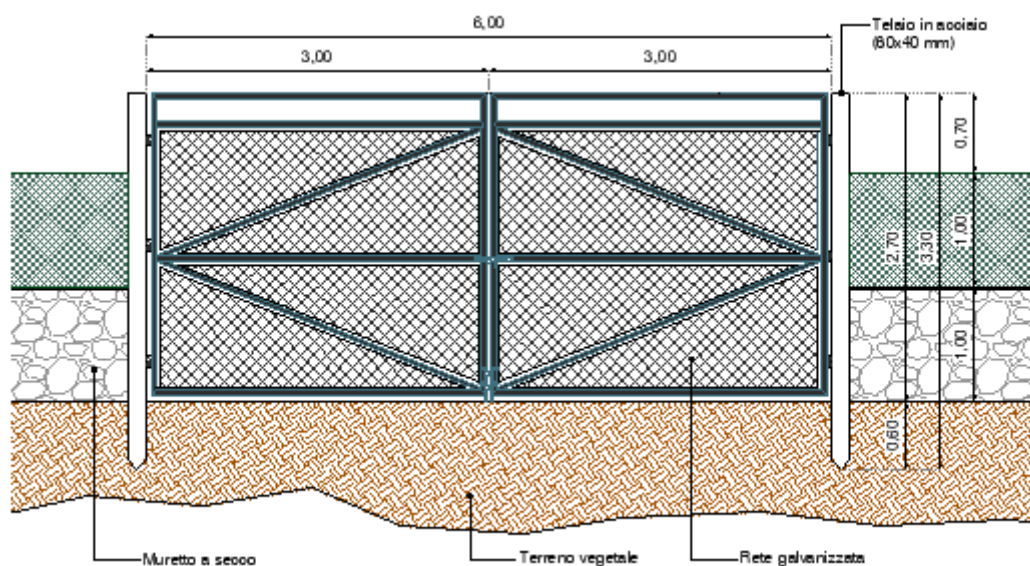 6,00
Telaio in acciaio
(60x40 mm)
3,00
3,00
0,70
2,70
3,30
1,00
1,00
0,60
Muretto a secco
Terreno vegetale
Rete galvanizzata